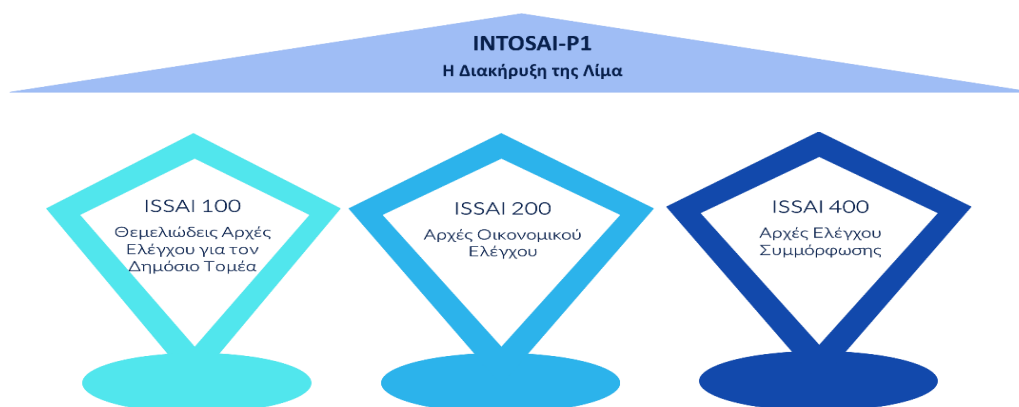 INTOSAI-P1
Η Διακήρυξη της Λίμα
ISSAI 100
Θεμελιώδεις Αρχές
Ελέγχου για τον
Δημόσιο Τομέα
ISSAI 200
Αρχές Οικονομικού
Ελέγχου
ISSAI 400
Αρχές Ελέγχου
Συμμόρφωσης